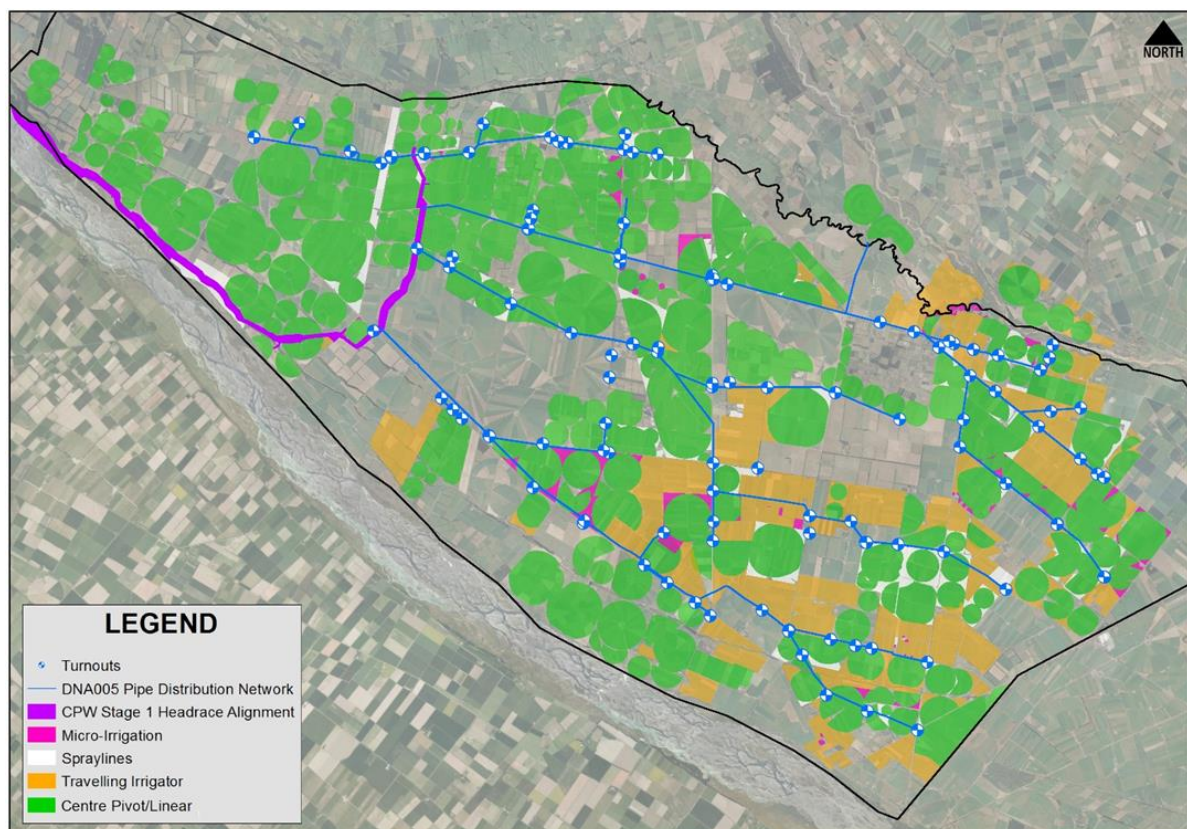 NORTH
LEGEND
Turnouts
DNA005 Pipe Distribution Network
CPW Stage 1 Headrace Alignment
Micro-Irrigation
Spraylines
Travelling Irrigator
Centre Pivot/Linear